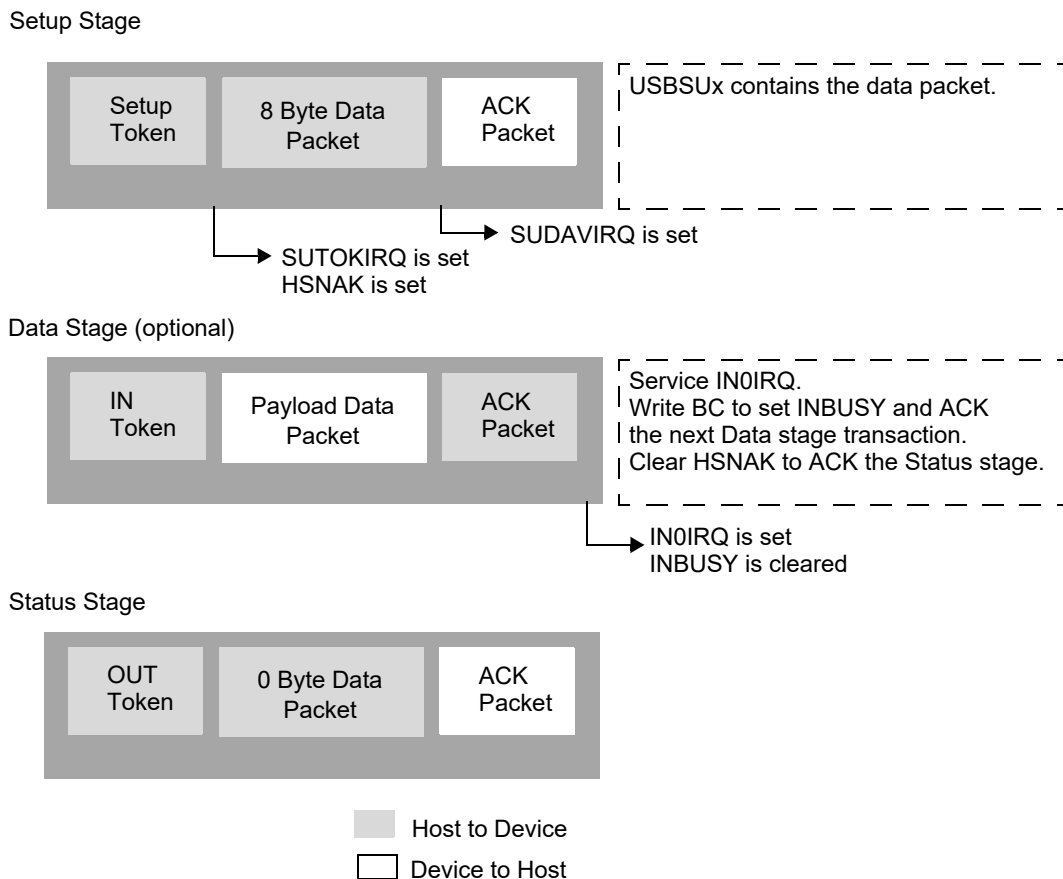 Setup Stage
Setup
Token
8 Byte Data
Packet
ACK
Packet
USBSUx contains the data packet.
SUDAVIRQ is set
SUTOKIRQ is set
HSNAK is set
Data Stage (optional)
IN
Token
Payload Data
Packet
ACK
Packet
Service IN0IRQ.
Write BC to set INBUSY and ACK
the next Data stage transaction.
Clear HSNAK to ACK the Status stage.
IN0IRQ is set
INBUSY is cleared
Status Stage
OUT
Token
0 Byte Data
Packet
ACK
Packet
Host to Device
Device to Host